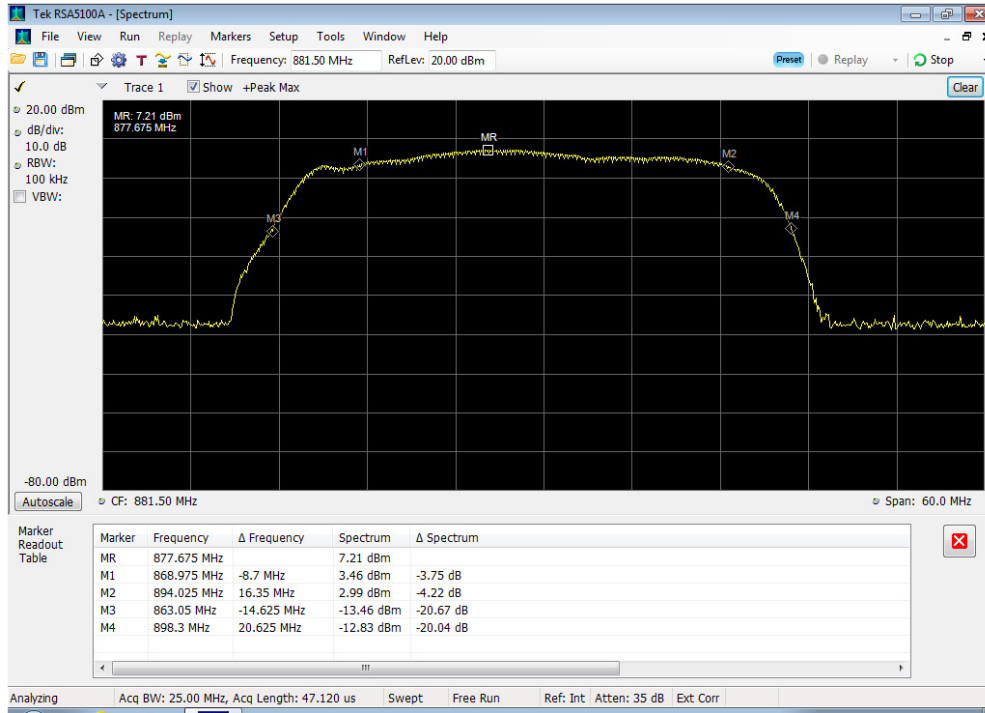 Tek RSA5100A - [Spectrum]
File View Run Replay Markers Setup Tools Window Help
T Frequency: 881.50 MHz RefLev: 20.00 dBm Preset Replay Stop
Trace 1 Show +Peak Max Clear
20.00 dBm
dB/div:
10.0 dB
RBW:
100 kHz
VBW:
-80.00 dBm
Autoscale
MR: 7.21 dBm
877.675 MHz
MR
M1
M2
M3
M4
CF: 881.50 MHz Span: 60.0 MHz
Marker
Readout
Table
Marker Frequency Δ Frequency Spectrum Δ Spectrum
MR 877.675 MHz 7.21 dBm
M1 868.975 MHz -8.7 MHz 3.46 dBm -3.75 dB
M2 894.025 MHz 16.35 MHz 2.99 dBm -4.22 dB
M3 863.05 MHz -14.625 MHz -13.46 dBm -20.67 dB
M4 898.3 MHz 20.625 MHz -12.83 dBm -20.04 dB
Analyzing Acq BW: 25.00 MHz, Acq Length: 47.120 us Swept Free Run Ref: Int Atten: 35 dB Ext Corr